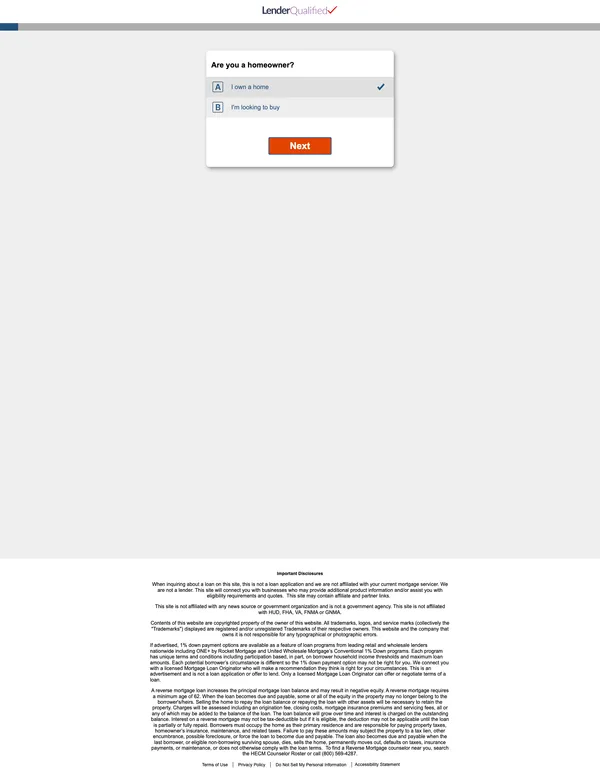 LenderQualified
Are you a homeowner?
A I own a home
B I'm looking to buy
Next
Important Disclosures
When inquiring about a loan on this site, this is not a loan application and we are not affiliated with your current mortgage servicer. We
are not a lender. This site will connect you with businesses who may provide additional product information and/or assist you with
eligibility requirements and quotes. This site may contain affiliate and partner links.
This site is not affiliated with any news source or government organization and is not a government agency. This site is not affiliated
with HUD, FHA, VA, FNMA or GNMA.
Contents of this website are copyrighted property of the owner of this website. All trademarks, logos, and service marks (collectively the
"Trademarks") displayed are registered and/or unregistered Trademarks of their respective owners. This website and the company that
owns it is not responsible for any typographical or photographic errors.
If advertised, 1% down payment options are available as a feature of loan programs from leading retail and wholesale lenders
nationwide including ONE+ by Rocket Mortgage and United Wholesale Mortgage's Conventional 1% Down programs. Each program
has unique terms and conditions including participation based, in part, on borrower household income thresholds and maximum loan
amounts. Each potential borrower's circumstance is different so the 1% down payment option may not be right for you. We connect you
with a licensed Mortgage Loan Originator who will make a recommendation they think is right for your circumstances. This is an
advertisement and is not a loan application or offer to lend. Only a licensed Mortgage Loan Originator can offer or negotiate terms of a
loan.
A reverse mortgage loan increases the principal mortgage loan balance and may result in negative equity. A reverse mortgage requires
a minimum age of 62. When the loan becomes due and payable, some or all of the equity in the property may no longer belong to the
borrower/heirs. Selling the home to repay the loan balance or repaying the loan with other assets will be necessary to retain the
property. Charges will be assessed including an origination fee, closing costs, mortgage insurance premiums and servicing fees, all or
any of which may be added to the balance of the loan. The loan balance will grow over time and interest is charged on the outstanding
balance. Interest on a reverse mortgage may not be tax-deductible but if it is eligible, the deduction may not be applicable until the loan
is partially or fully repaid. Borrowers must occupy the home as their primary residence and are responsible for paying property taxes,
homeowner's insurance, maintenance, and related taxes. Failure to pay these amounts may subject the property to a tax lien, other
encumbrance, possible foreclosure, or force the loan to become due and payable. The loan also becomes due and payable when the
last borrower, or eligible non-borrowing surviving spouse, dies, sells the home, permanently moves out, defaults on taxes, insurance
payments, or maintenance, or does not otherwise comply with the loan terms. To find a Reverse Mortgage counselor near you, search
the HECM Counselor Roster or call (800) 569-4287.
Terms of Use | Privacy Policy | Do Not Sell My Personal Information | Accessibility Statement